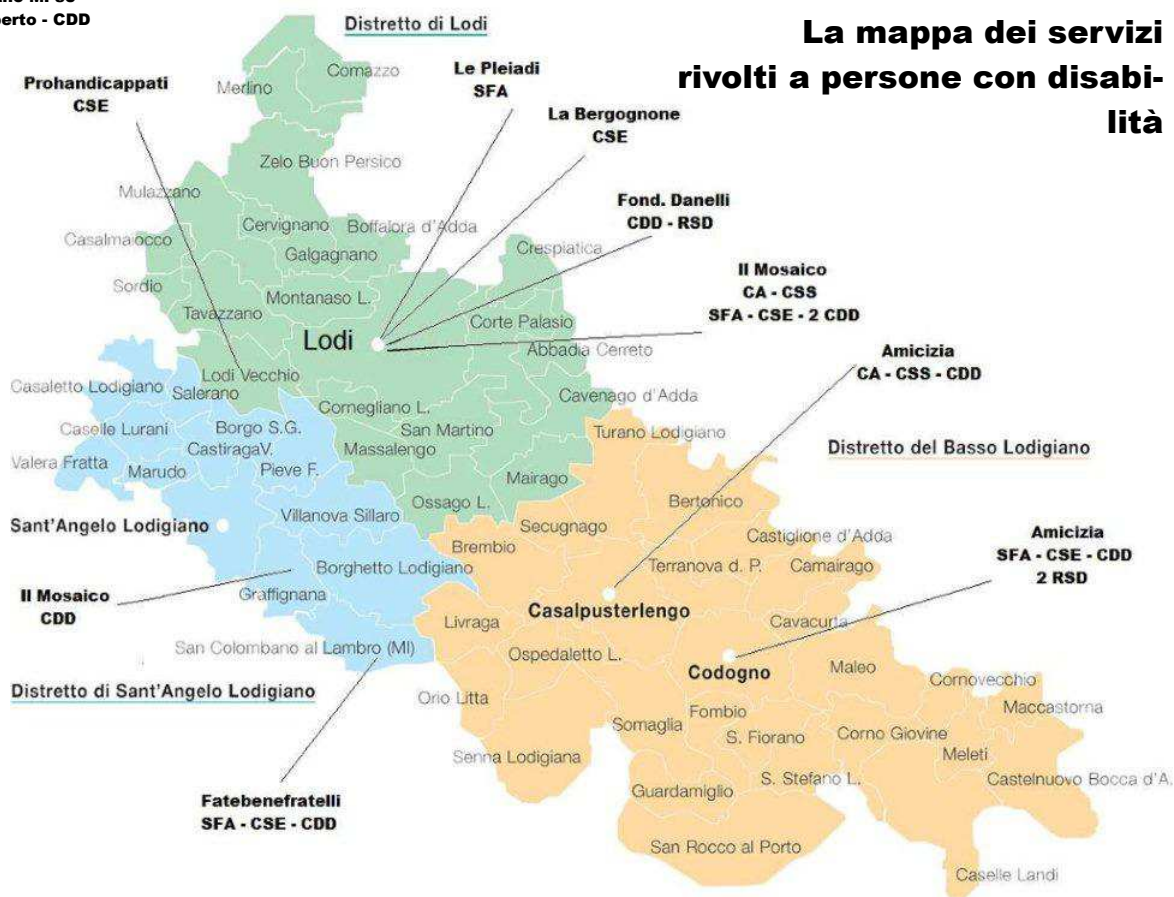 perto - CDD
La mappa dei servizi
rivolti a persone con disabi-
lità
Distretto di Lodi
Prohandicappati
CSE
Merlino
Comazzo
Le Pleiadi
SFA
La Bergognone
CSE
Zelo Buon Persico
Mulazzano
Fond. Danelli
CDD - RSD
Casalmaiocco
Cervignano
Boffalora d'Adda
Galgagnano
Crespiatica
Sordio
Montanaso L.
Tavazzano
Il Mosaico
CA - CSS
SFA - CSE - 2 CDD
Lodi
Corte Palasio
Abbadia Cerreto
Amicizia
CA - CSS - CDD
Casaletto Lodigiano
Lodi Vecchio
Salerano
Cornegliano L.
Cavenago d'Adda
Caselle Lurani
Borgo S.G.
San Martino
Turano Lodigiano
CastiragaV.
Massalengo
Distretto del Basso Lodigiano
Valera Fratta
Marudo
Pieve F.
Mairago
Ossago L.
Bertonico
Sant'Angelo Lodigiano
Villanova Sillaro
Secugnago
Castiglione d'Adda
Amicizia
SFA - CSE - CDD
2 RSD
Brembio
Borghetto Lodigiano
Terranova d. P.
Camairago
Il Mosaico
CDD
Graffignana
Casalpusterlengo
Livraga
Cavacurta
San Colombano al Lambro (MI)
Ospedaletto L.
Codogno
Maleo
Cornovecchio
Distretto di Sant'Angelo Lodigiano
Orio Litta
Maccastorna
Somaglia
Fombio
S. Fiorano
Corno Giovine
Meleti
Senna Lodigiana
Guardamiglio
S. Stefano L.
Castelnuovo Bocca d'A.
Fatebenefratelli
SFA - CSE - CDD
San Rocco al Porto
Caselle Landi